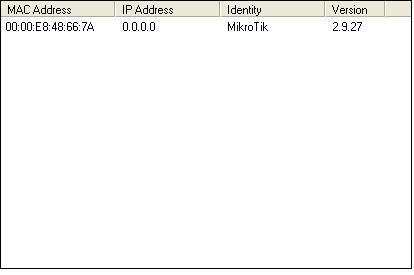 MAC Address IP Address Identity Version
00:00:E8:48:66:7A 0.0.0.0 MikroTik 2.9.27